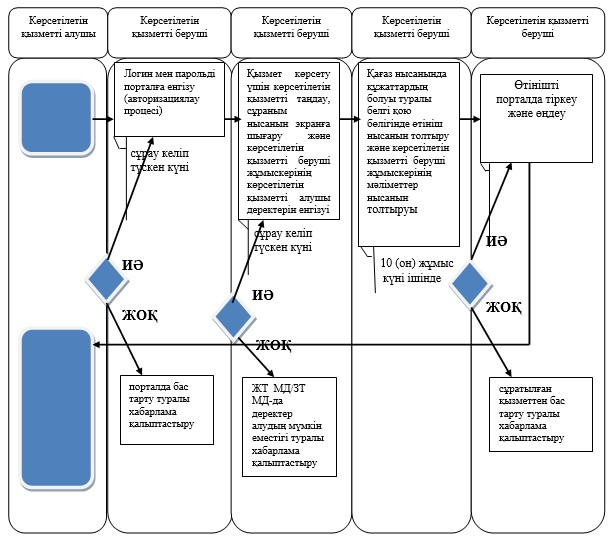 Көрсетілетін
қызметті алушы
Көрсетілетін
қызметті беруші
Көрсетілетін
қызметті беруші
Көрсетілетін
қызметті беруші
Көрсетілетін қызметті
беруші
Логин мен парольді
порталға енгізу
(авторизациялау
процесі)
сұрау келіп
түскен күні
ИӘ
ЖОҚ
порталда бас
тарту туралы
хабарлама
қалыптастыру
Қызмет көрсету
үшін көрсетілетін
қызметті таңдау,
сұраным
нысанын экранға
шығару және
көрсетілетін
қызметті беруші
жұмыскерінің
көрсетілетін
қызметті алушы
деректерін енгізуі
сұрау келіп
түскен күні
ИӘ
ЖОҚ
ЖТ МД/ЗТ
МД-да
деректер
алудың мүмкін
еместігі туралы
хабарлама
қалыптастыру
Қағаз нысанында
құжаттардың
болуы туралы
белгі қою
бөлігінде өтініш
нысанын толтыру
және көрсетілетін
қызметті беруші
жұмыскерінің
мәліметтер
нысанын
толтыруы
10 (он) жұмыс
күні ішінде
Өтінішті
порталда тіркеу
және өңдеу
ИӘ
ЖОҚ
сұратылған
қызметтен бас
тарту туралы
хабарлама
қалыптастыру